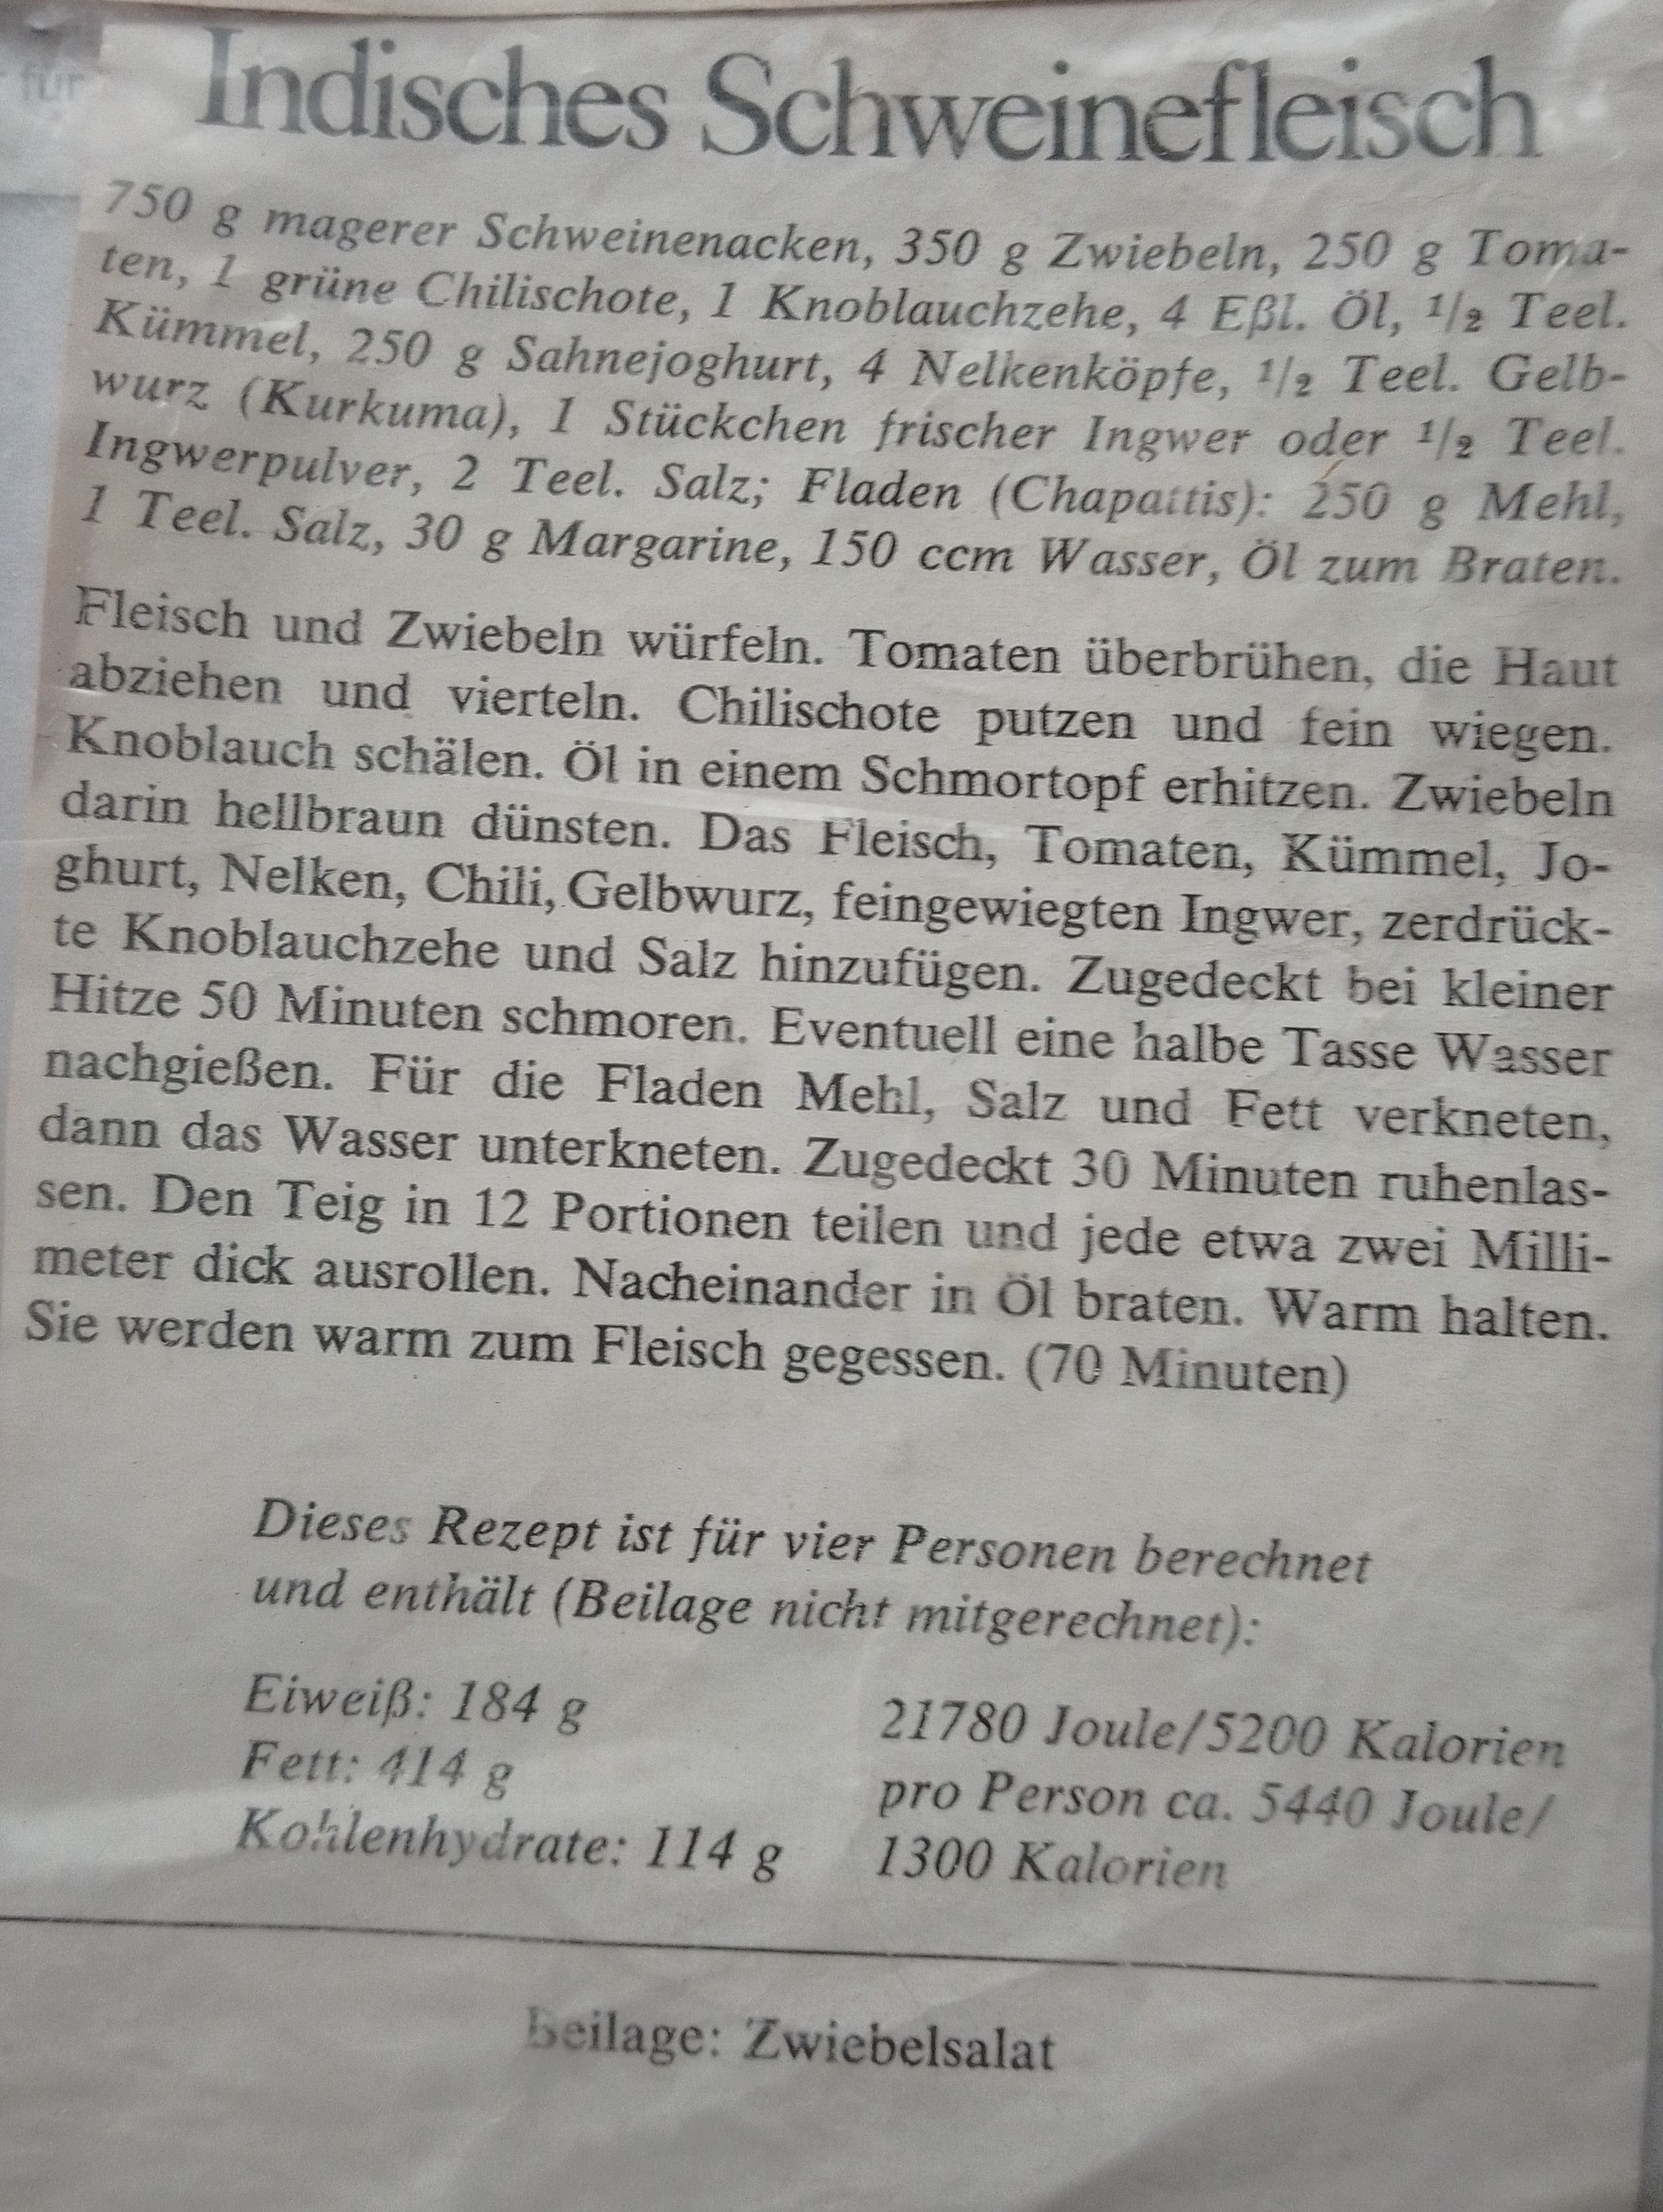 für
Indisches Schweinefleisch
750 g magerer Schweinenacken, 350 g Zwiebeln, 250 g Toma-
ten, 1 grüne Chilischote, 1 Knoblauchzehe, 4 Eßl. Öl, 1/2 Teel.
Kümmel, 250 g Sahnejoghurt, 4 Nelkenköpfe, 1/2 Teel. Gelb-
wurz (Kurkuma), 1 Stückchen frischer Ingwer oder 1/2 Teel.
Ingwerpulver, 2 Teel. Salz; Fladen (Chapattis): 250 g Mehl,
1 Teel. Salz, 30 g Margarine, 150 ccm Wasser, Öl zum Braten.
Fleisch und Zwiebeln würfeln. Tomaten überbrühen, die Haut
abziehen und vierteln. Chilischote putzen und fein wiegen.
Knoblauch schälen. Öl in einem Schmortopf erhitzen. Zwiebeln
darin hellbraun dünsten. Das Fleisch, Tomaten, Kümmel, Jo-
ghurt, Nelken, Chili, Gelbwurz, feingewiegten Ingwer, zerdrück-
te Knoblauchzehe und Salz hinzufügen. Zugedeckt bei kleiner
Hitze 50 Minuten schmoren. Eventuell eine halbe Tasse Wasser
nachgießen. Für die Fladen Mehl, Salz und Fett verkneten,
dann das Wasser unterkneten. Zugedeckt 30 Minuten ruhenlas-
sen. Den Teig in 12 Portionen teilen und jede etwa zwei Milli-
meter dick ausrollen. Nacheinander in Öl braten. Warm halten.
Sie werden warm zum Fleisch gegessen. (70 Minuten)
Dieses Rezept ist für vier Personen berechnet
und enthält (Beilage nicht mitgerechnet):
Eiweiß: 184 g
Fett: 414 g
Kohlenhydrate: 114 g
21780 Joule/5200 Kalorien
pro Person ca. 5440 Joule/
1300 Kalorien
Beilage: Zwiebelsalat